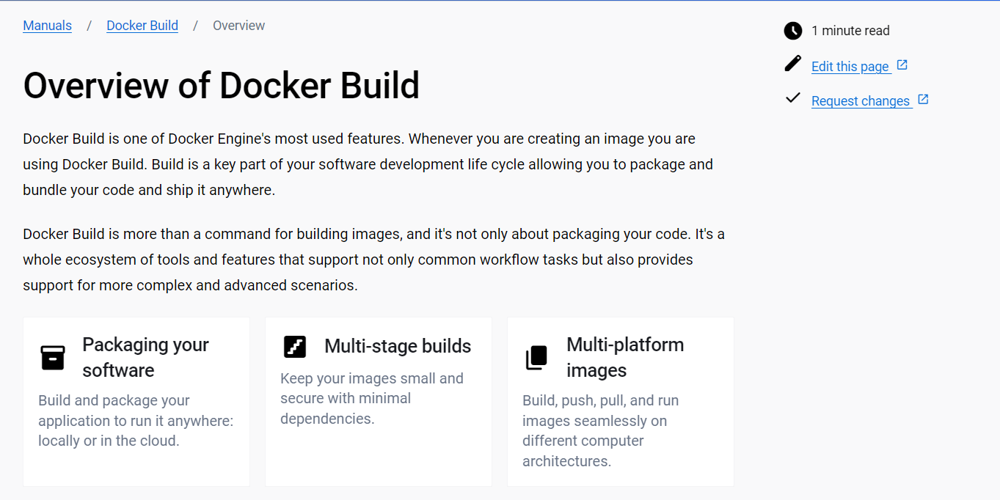 Manuals / Docker Build / Overview
1 minute read
Edit this page
Request changes
Overview of Docker Build
Docker Build is one of Docker Engine's most used features. Whenever you are creating an image you are
using Docker Build. Build is a key part of your software development life cycle allowing you to package and
bundle your code and ship it anywhere.
Docker Build is more than a command for building images, and it's not only about packaging your code. It's a
whole ecosystem of tools and features that support not only common workflow tasks but also provides
support for more complex and advanced scenarios.
Packaging your
software
Build and package your
application to run it anywhere:
locally or in the cloud.
Multi-stage builds
Keep your images small and
secure with minimal
dependencies.
Multi-platform
images
Build, push, pull, and run
images seamlessly on
different computer
architectures.